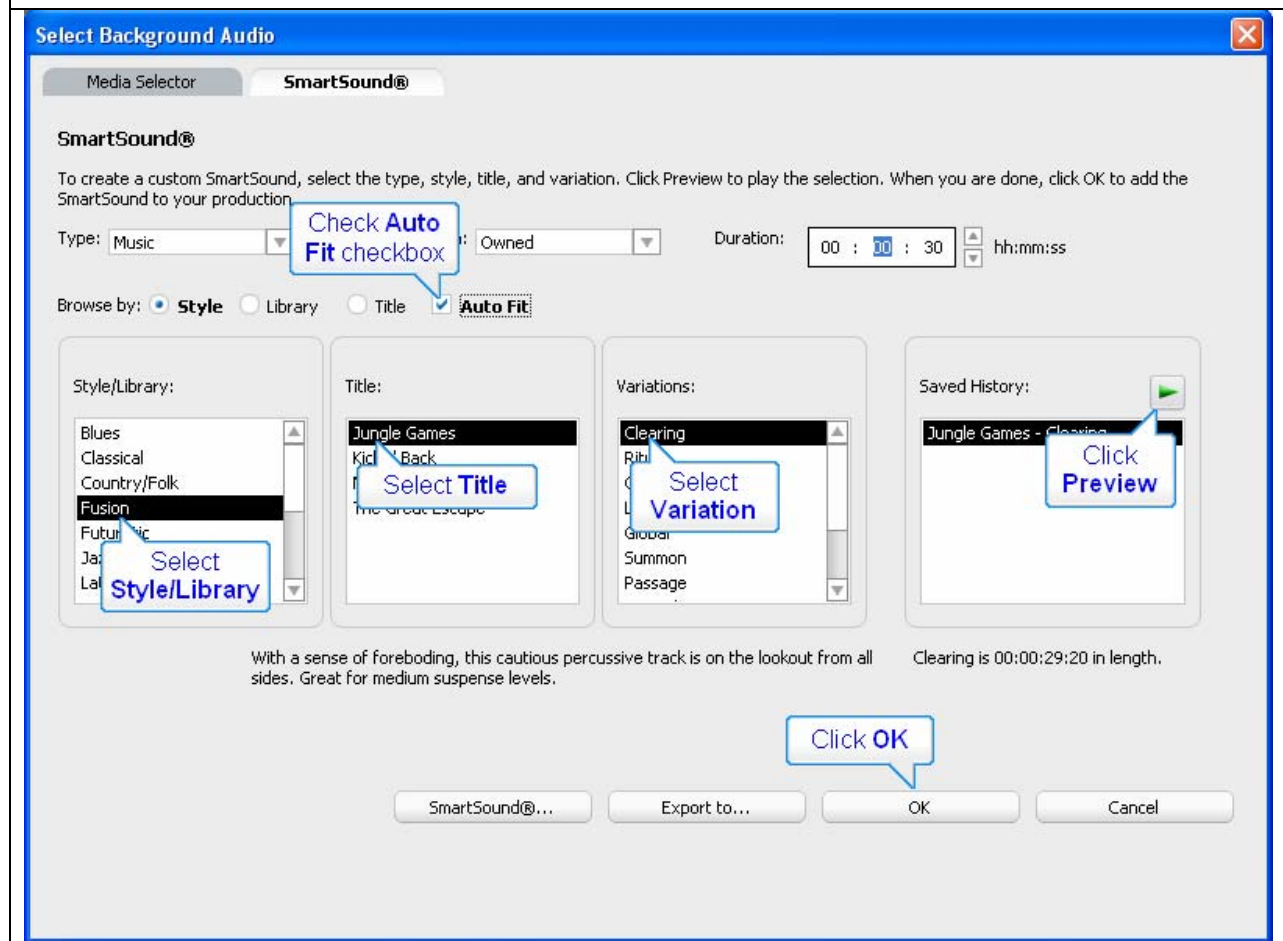 Select Background Audio
Media Selector
SmartSound®
SmartSound®
To create a custom SmartSound, select the type, style, title, and variation. Click Preview to play the selection. When you are done, click OK to add the
SmartSound to your production
Check Auto
Fit checkbox
Type: Music
Owned
Duration: 00 : 00 : 30 hh:mm:ss
Browse by: Style Library Title Auto Fit
Style/Library:
Blues
Classical
Country/Folk
Fusion
Select
Style/Library
Title:
Jungle Games
Back
Select Title
The Great Escape
Variations:
Clearing
Select
Variation
Global
Summon
Passage
Saved History:
Jungle Games - Clearing
Click
Preview
With a sense of foreboding, this cautious percussive track is on the lookout from all
sides. Great for medium suspense levels.
Clearing is 00:00:29:20 in length.
Click OK
SmartSound®...
Export to...
OK
Cancel